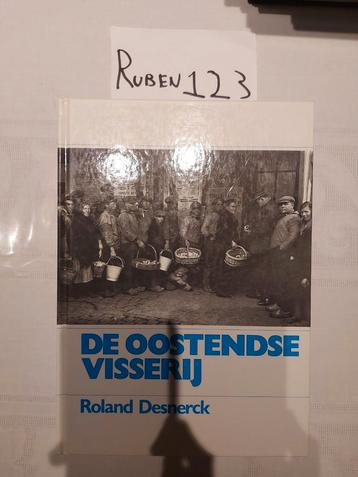 RUBEN123
DE OOSTENDSE
VISSERIJ
Roland Desnerck